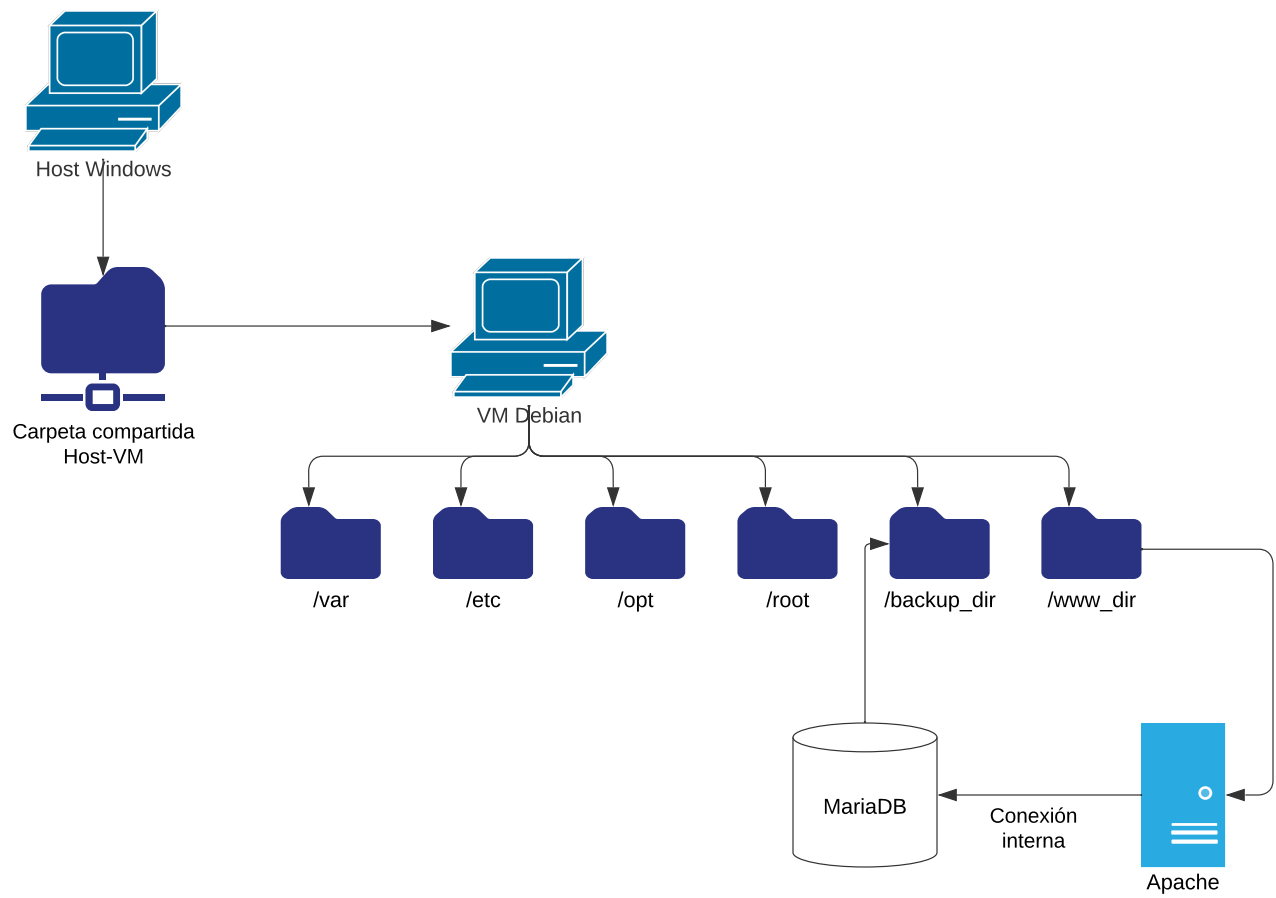 Host Windows
Carpeta compartida
Host-VM
VM Debian
/var
/etc
/opt
/root
/backup_dir
/www_dir
MariaDB
Conexión
interna
Apache